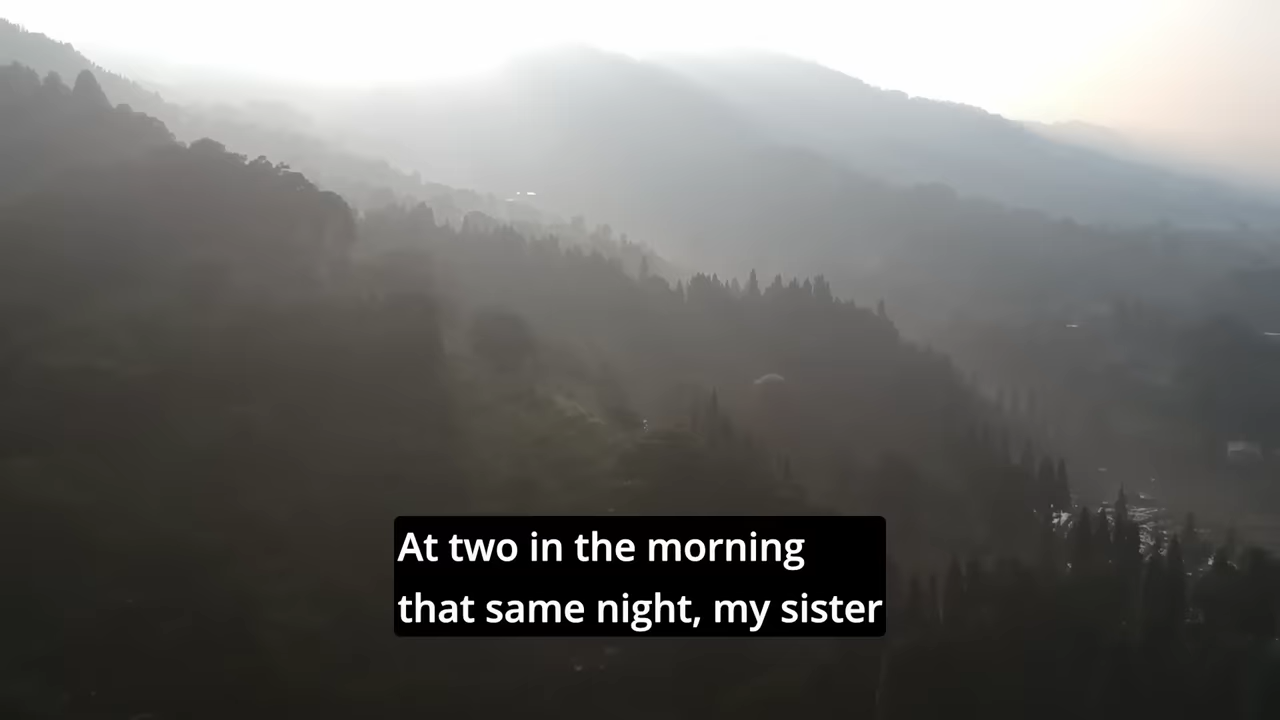 At two in the morning
that same night, my sister